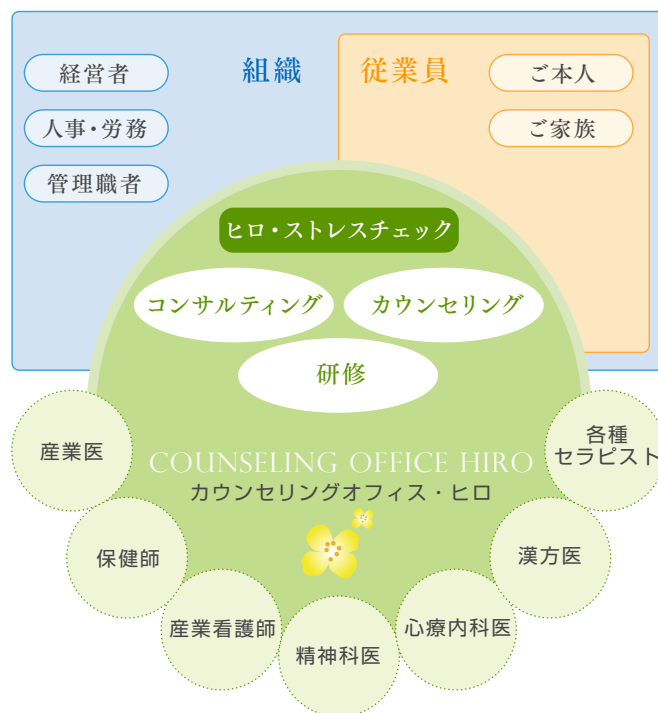 組織
経営者
人事・労務
管理職者
従業員
ご本人
ご家族
ヒロ・ストレスチェック
コンサルティング
カウンセリング
研修
COUNSELING OFFICE HIRO
カウンセリングオフィス・ヒロ
産業医
保健師
産業看護師
精神科医
心療内科医
漢方医
各種
セラピスト